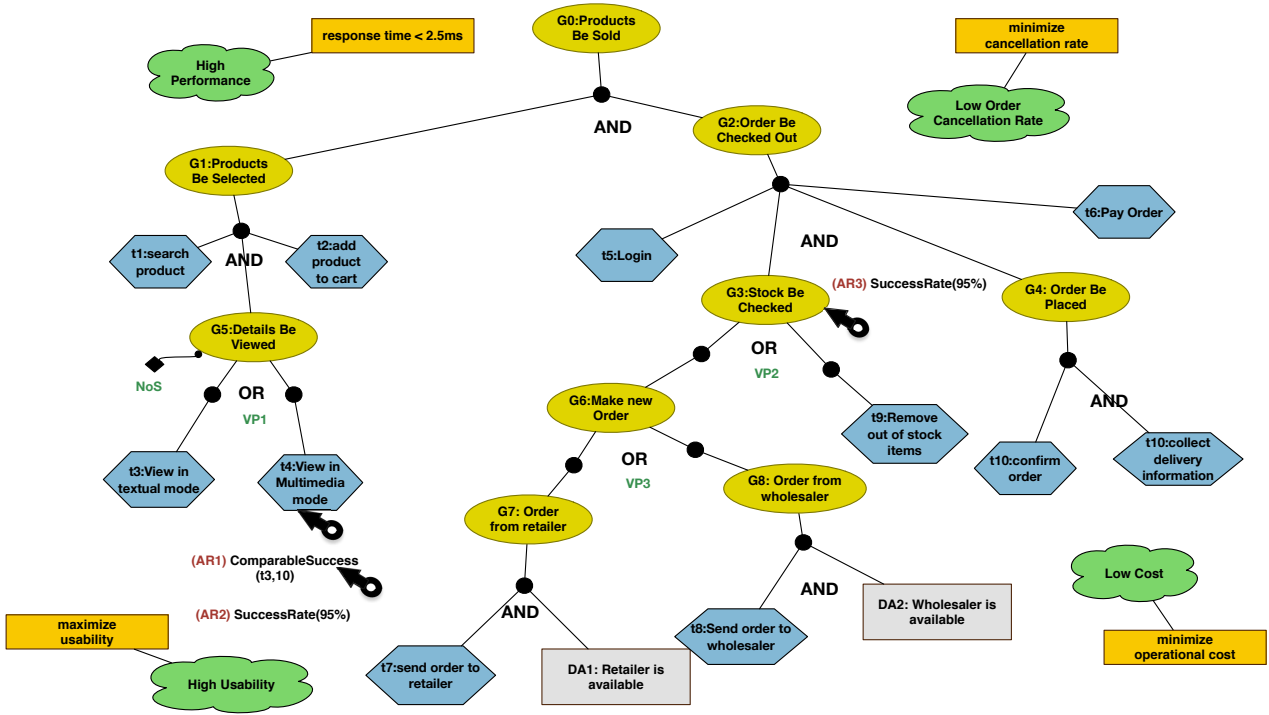 G0:Products
Be Sold
response time < 2.5ms
High
Performance
minimize
cancellation rate
Low Order
Cancellation Rate
AND
G2:Order Be
Checked Out
G1:Products
Be Selected
t1:search
product
AND
t2:add
product
to cart
t5:Login
AND
t6:Pay Order
G3:Stock Be
Checked
(AR3) SuccessRate(95%)
G4: Order Be
Placed
G5:Details Be
Viewed
NoS
OR
VP1
OR
VP2
G6:Make new
Order
t9:Remove
out of stock
items
AND
t3:View in
textual mode
t4:View in
Multimedia
mode
OR
VP3
G8: Order from
wholesaler
t10:confirm
order
t10:collect
delivery
information
G7: Order
from retailer
(AR1) ComparableSuccess
(t3,10)
(AR2) SuccessRate(95%)
AND
AND
DA2: Wholesaler is
available
Low Cost
maximize
usability
High Usability
t7:send order to
retailer
DA1: Retailer is
available
t8:Send order to
wholesaler
minimize
operational cost